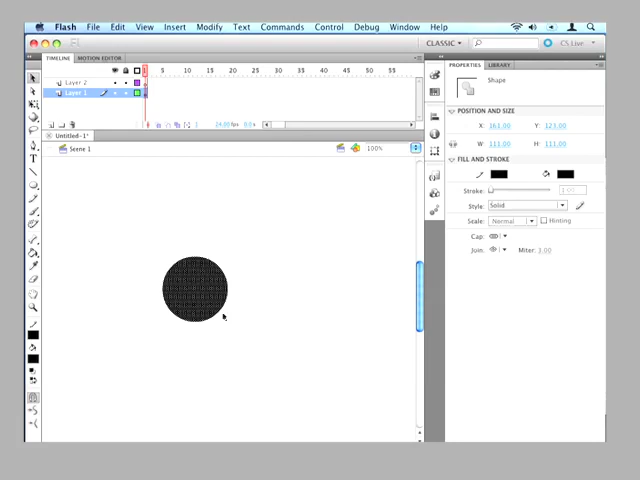 Flash File Edit View Insert Modify Text Commands Control Debug Window Help
Fl CLASSIC CS Live
TIMELINE MOTION EDITOR
1 5 10 15 20 25 30 35 40 45 50 55
Layer 2
Layer 1
1 24.00 fps 0.0 s
Untitled-1*
Scene 1 100%
PROPERTIES LIBRARY
Shape
POSITION AND SIZE
X: 161.00 Y: 123.00
W: 111.00 H: 111.00
FILL AND STROKE
Stroke:
Style: Solid
Scale: Normal Hinting
Cap:
Join: Miter: 3.00